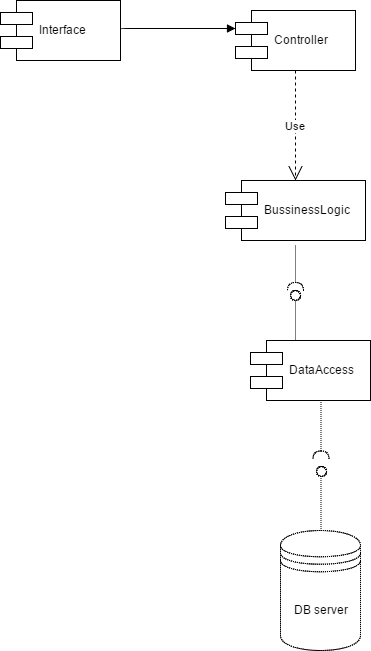 Interface
Controller
Use
BussinessLogic
DataAccess
DB server